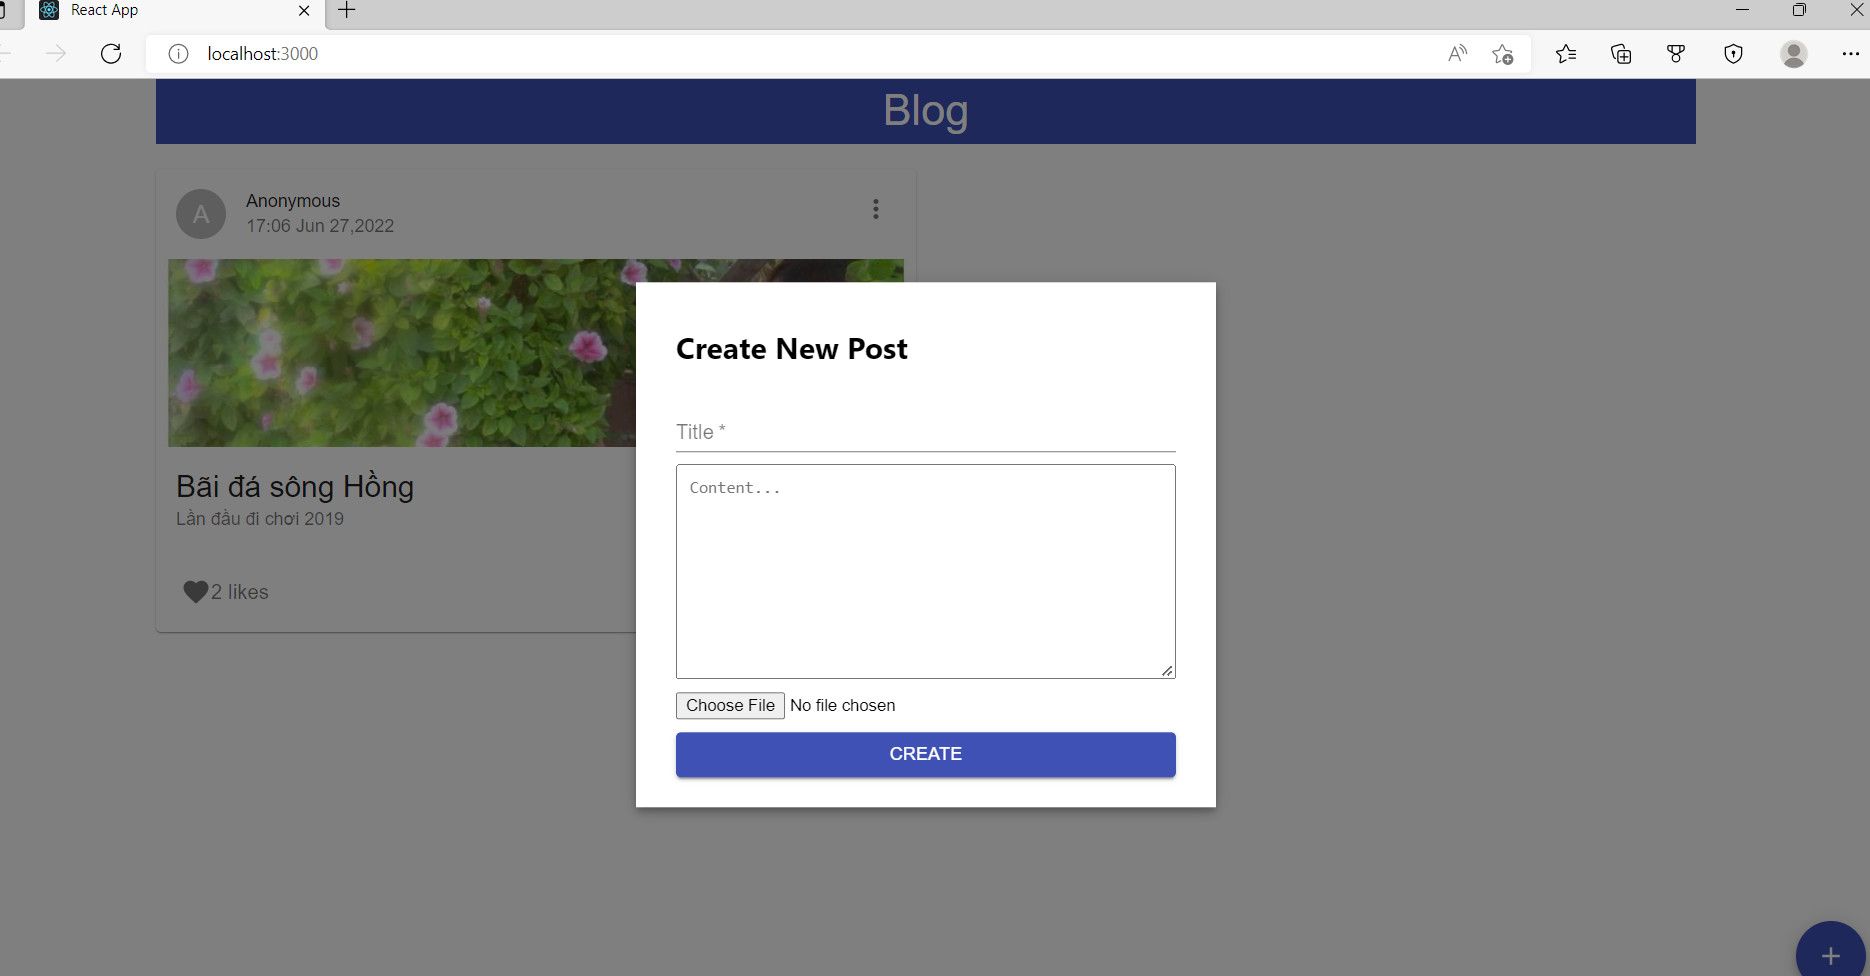 React App
localhost:3000
Blog
A
Anonymous
17:06 Jun 27,2022
Bãi đá sông Hồng
Lần đầu đi chơi 2019
2 likes
Create New Post
Title *
Content...
Choose File No file chosen
CREATE